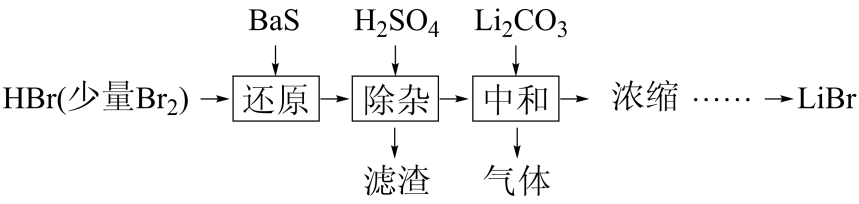 BaS H₂SO₄ Li₂CO₃
HBr(少量Br₂) → 还原 → 除杂 → 中和 → 浓缩 …… → LiBr
滤渣 气体